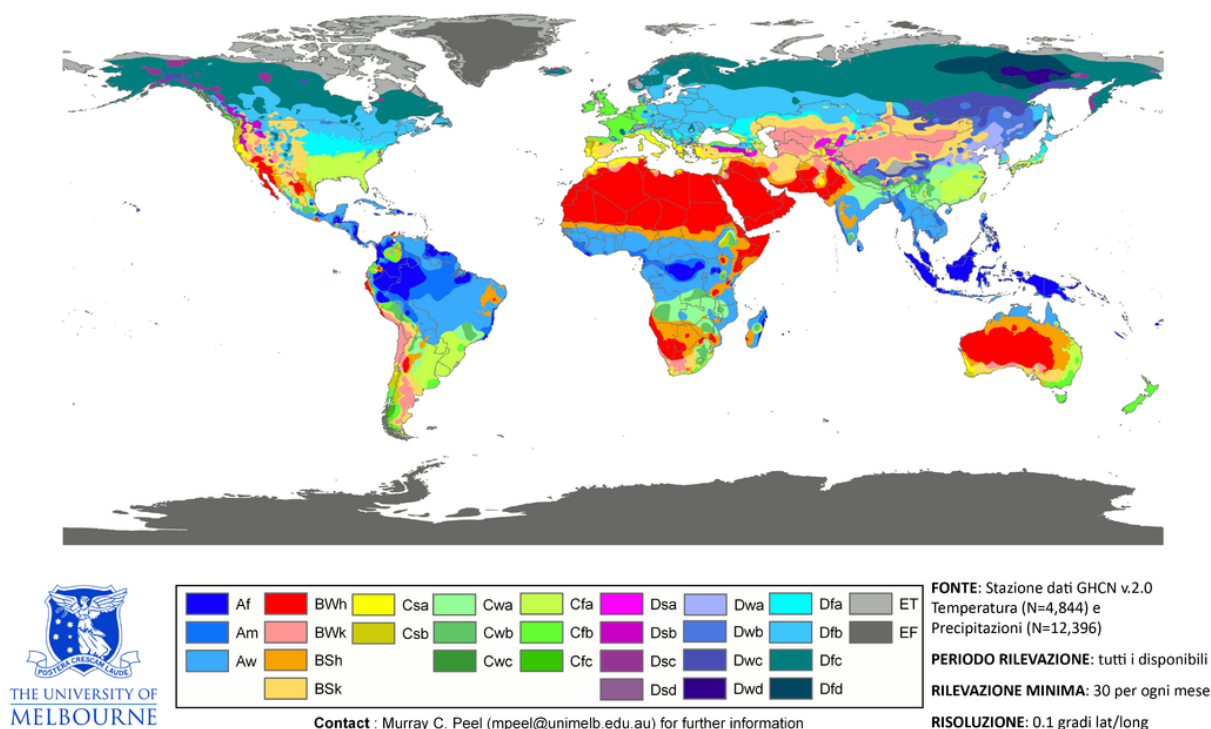 POSTERA CRESCAM LAUDE
THE UNIVERSITY OF
MELBOURNE
Af
Am
Aw
BWh
BWk
BSh
BSk
Csa
Csb
Cwa
Cwb
Cwc
Cfa
Cfb
Cfc
Dsa
Dsb
Dsc
Dsd
Dwa
Dwb
Dwc
Dwd
Dfa
Dfb
Dfc
Dfd
ET
EF
Contact : Murray C. Peel (mpeel@unimelb.edu.au) for further information
FONTE: Stazione dati GHCN v.2.0
Temperatura (N=4,844) e
Precipitazioni (N=12,396)
PERIODO RILEVAZIONE: tutti i disponibili
RILEVAZIONE MINIMA: 30 per ogni mese
RISOLUZIONE: 0.1 gradi lat/long